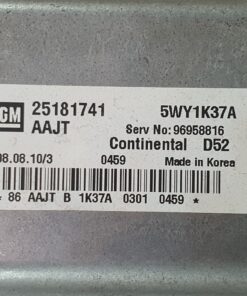 GM 25181741 5WY1K37A
AAJT Serv No:96958816
Continental D52
08.08.10/3 0459 Made in Korea
* 86 AAJT B 1K37A 0301 0459 *